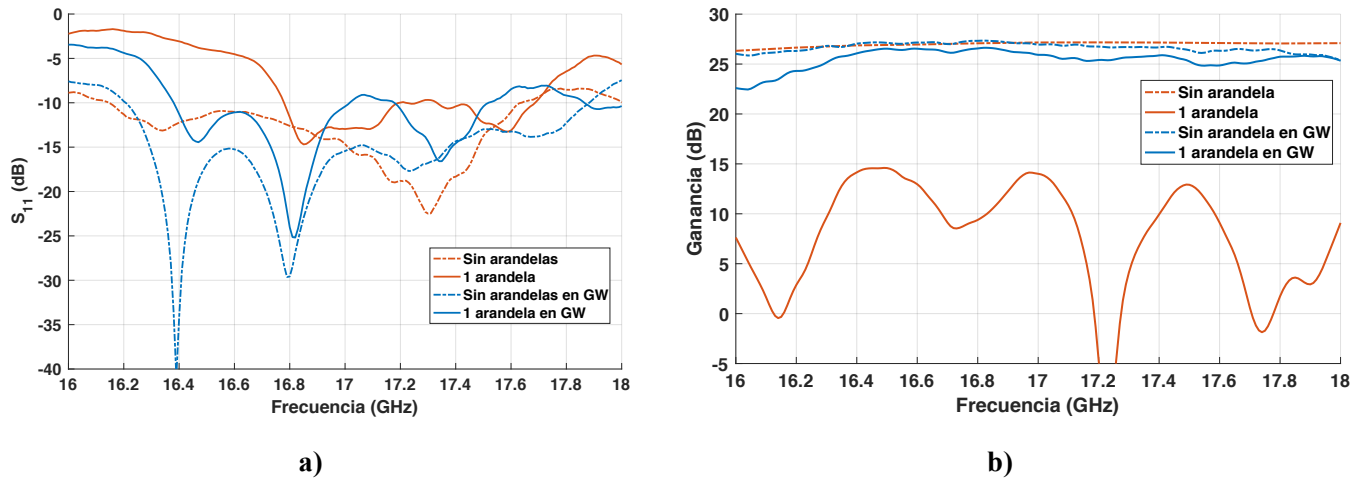 0
-5
-10
-15
-20
-25
-30
-35
-40
S11 (dB)
Sin arandelas
1 arandela
Sin arandelas en GW
1 arandela en GW
16 16.2 16.4 16.6 16.8 17 17.2 17.4 17.6 17.8 18
Frecuencia (GHz)
a)
30
25
20
15
10
5
0
-5
Ganancia (dB)
Sin arandela
1 arandela
Sin arandela en GW
1 arandela en GW
16 16.2 16.4 16.6 16.8 17 17.2 17.4 17.6 17.8 18
Frecuencia (GHz)
b)